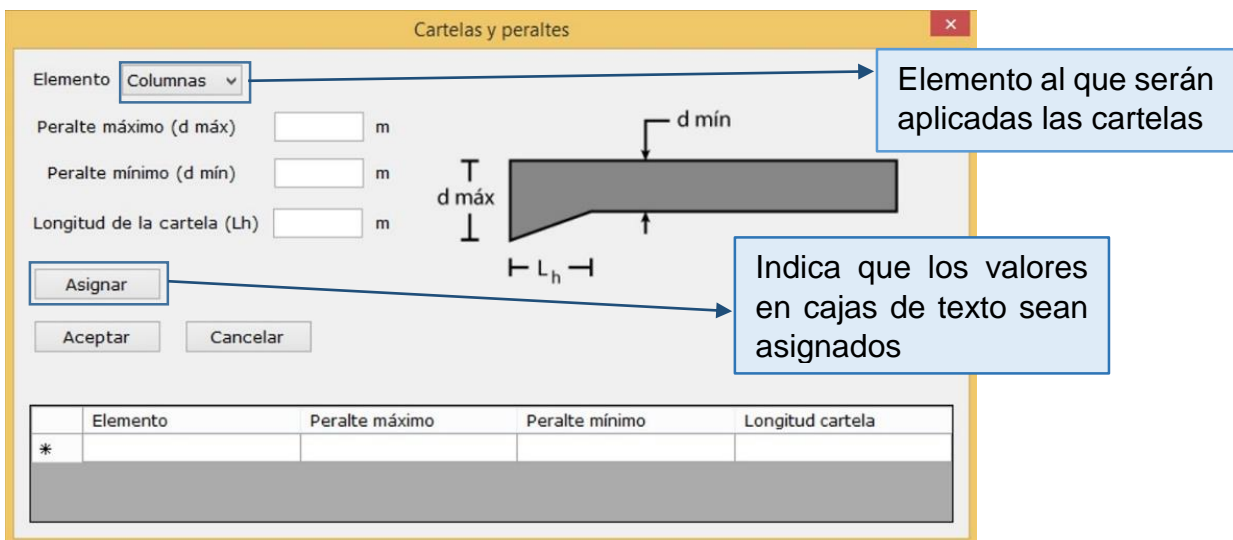 Cartelas y peraltes
×
Elemento Columnas
Elemento al que serán
aplicadas las cartelas
Peralte máximo (d máx) m
d mín
Peralte mínimo (d mín) m
d máx
Longitud de la cartela (Lh) m
Lh
Asignar
Indica que los valores
en cajas de texto sean
asignados
Aceptar Cancelar
Elemento Peralte máximo Peralte mínimo Longitud cartela
*